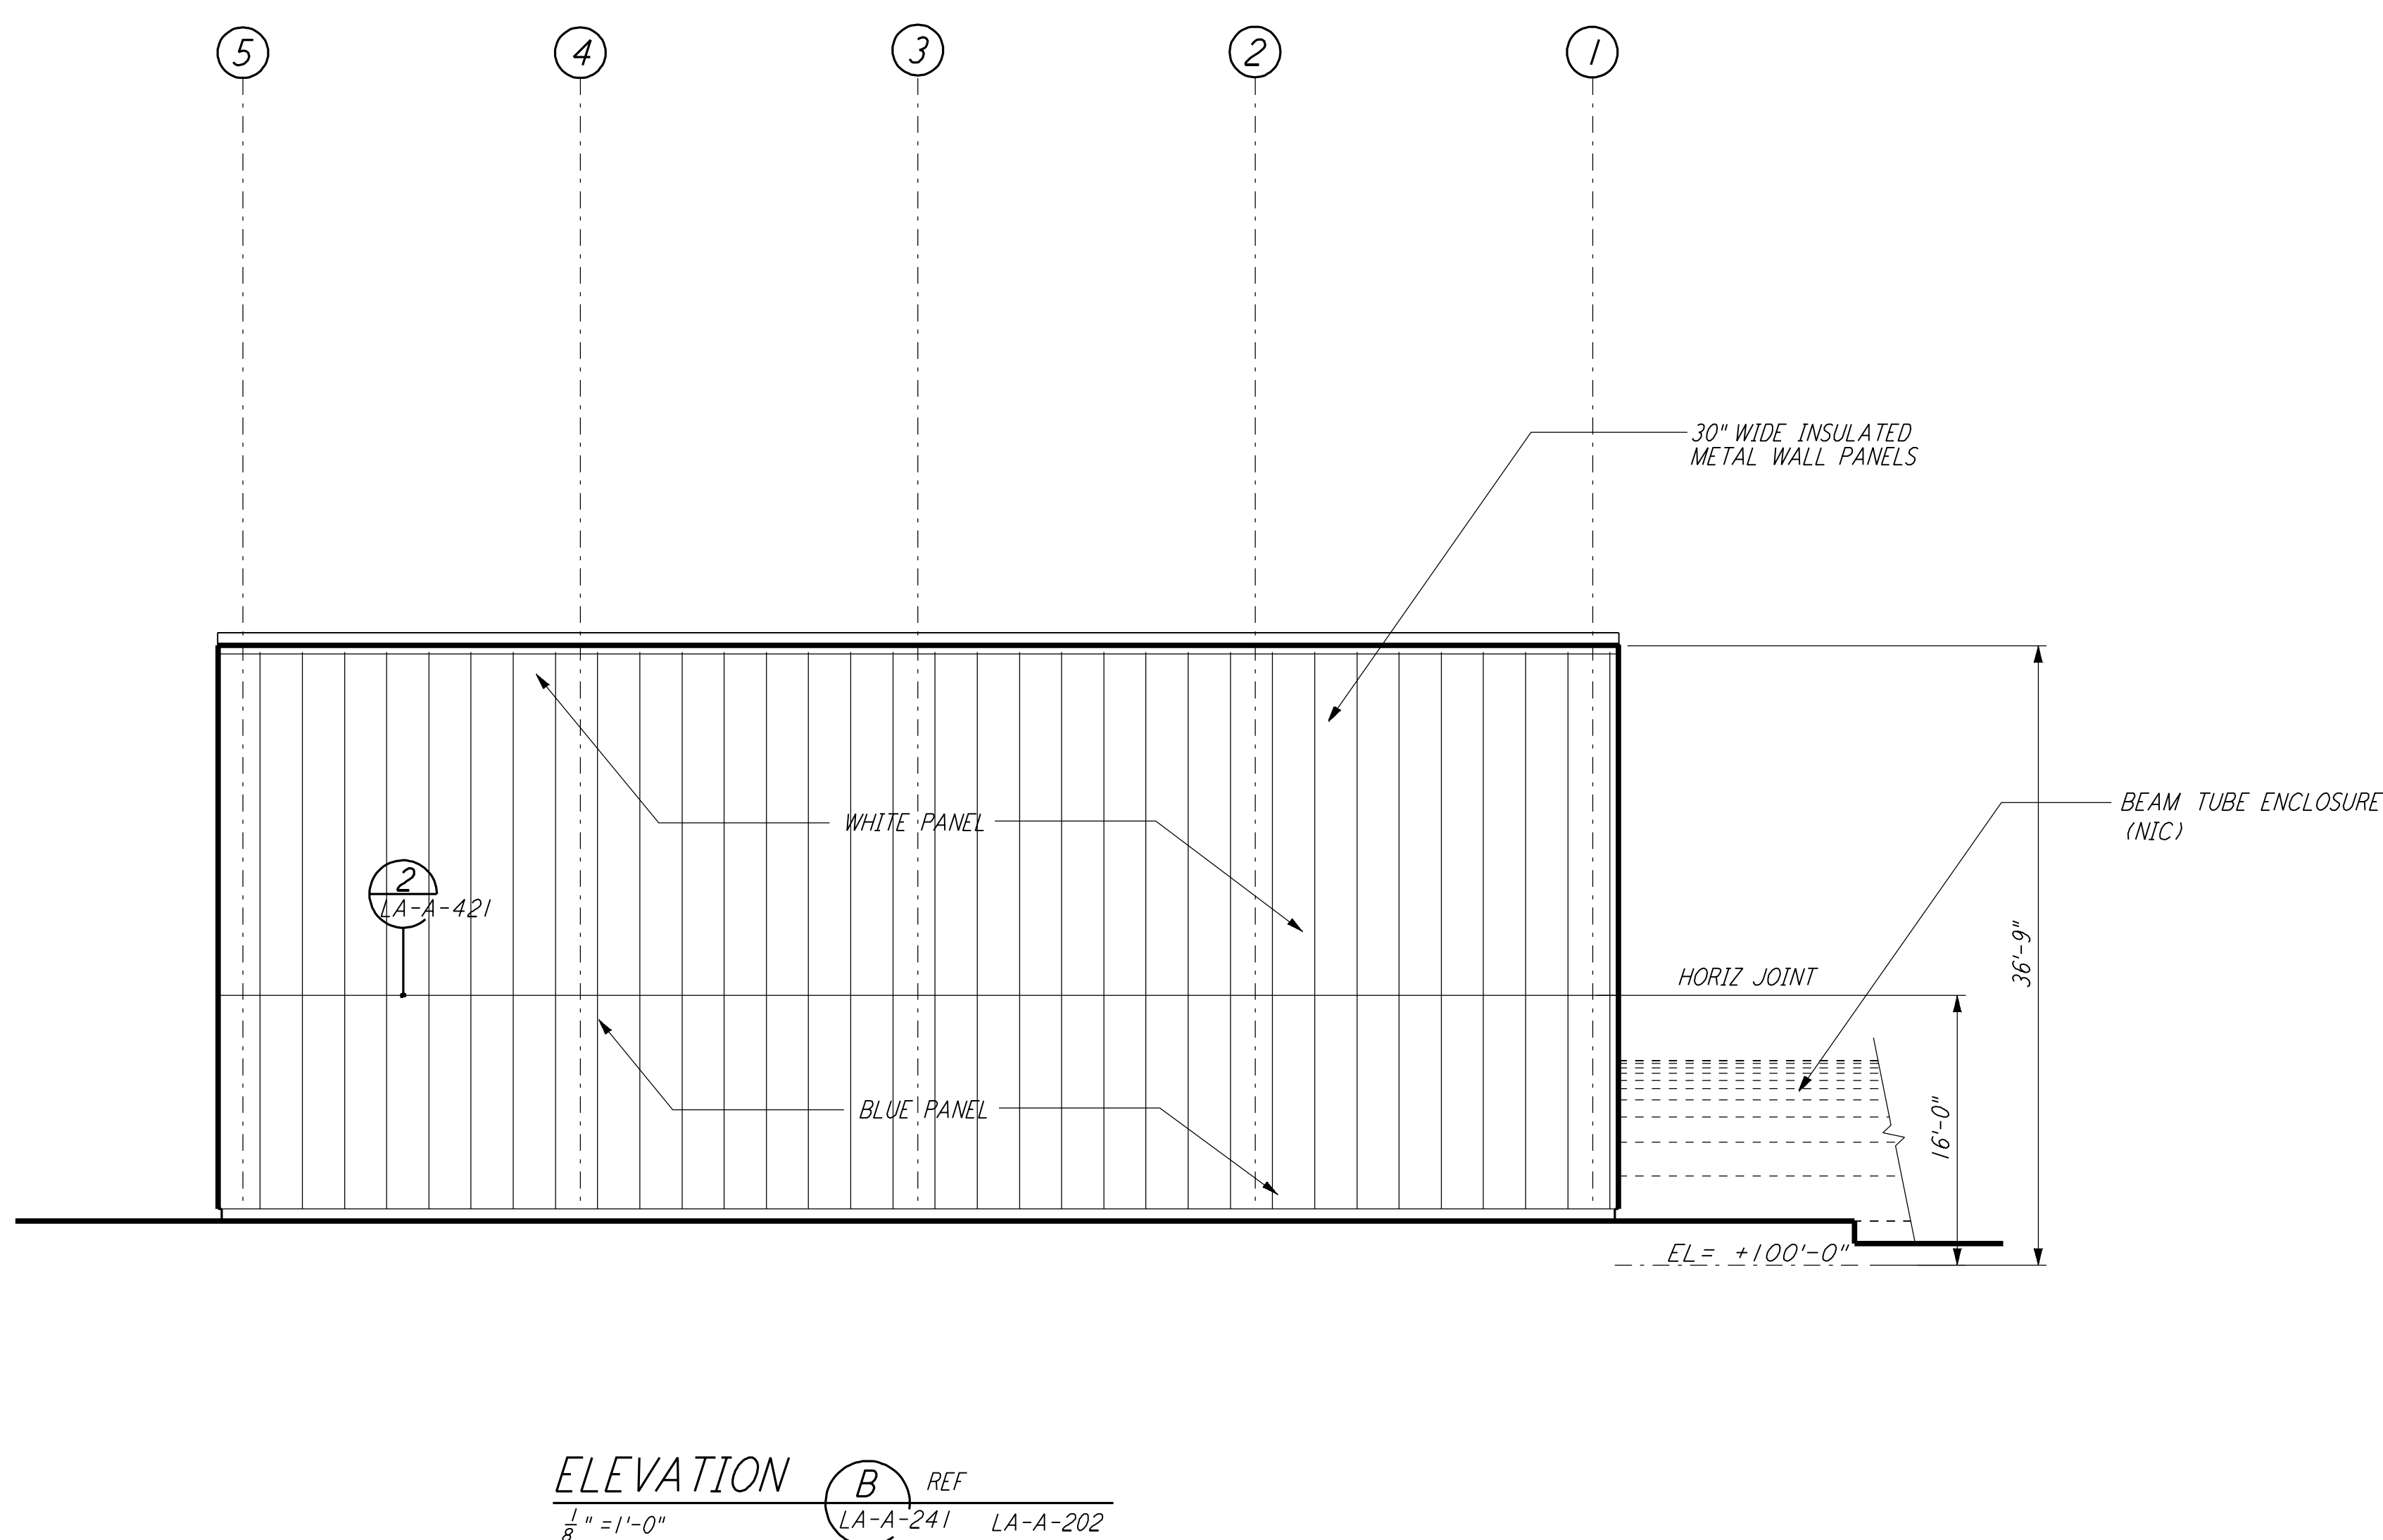 5
4
3
2
1
30" WIDE INSULATED
METAL WALL PANELS
BEAM TUBE ENCLOSURE
(NIC)
WHITE PANEL
2
LA-A-421
36'-9"
HORIZ JOINT
BLUE PANEL
16'-0"
EL= +100'-0"
ELEVATION B REF
1/8" =1'-0" LA-A-241 LA-A-202